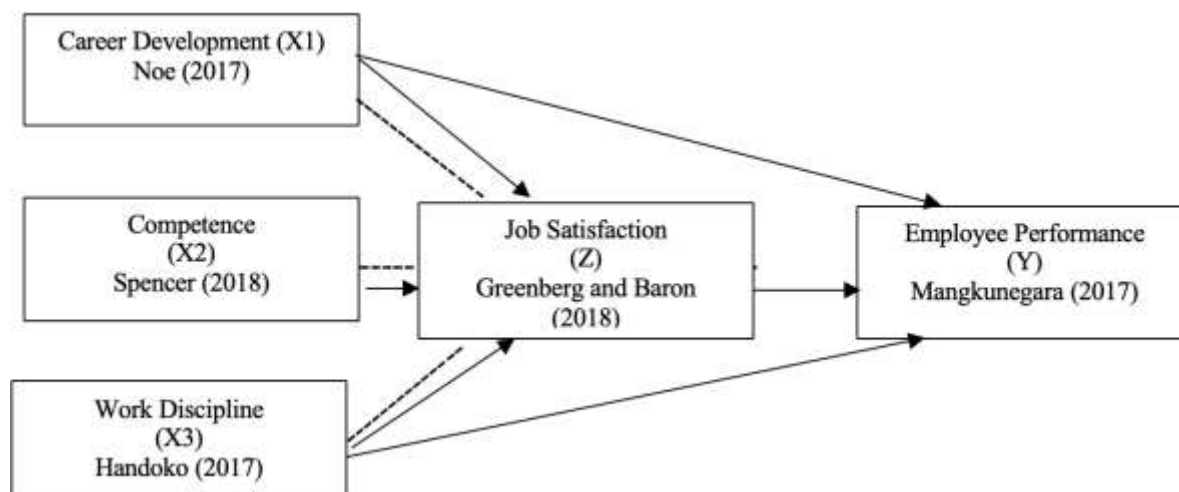 Career Development (X1)
Noe (2017)
Competence
(X2)
Spencer (2018)
Job Satisfaction
(Z)
Greenberg and Baron
(2018)
Employee Performance
(Y)
Mangkunegara (2017)
Work Discipline
(X3)
Handoko (2017)